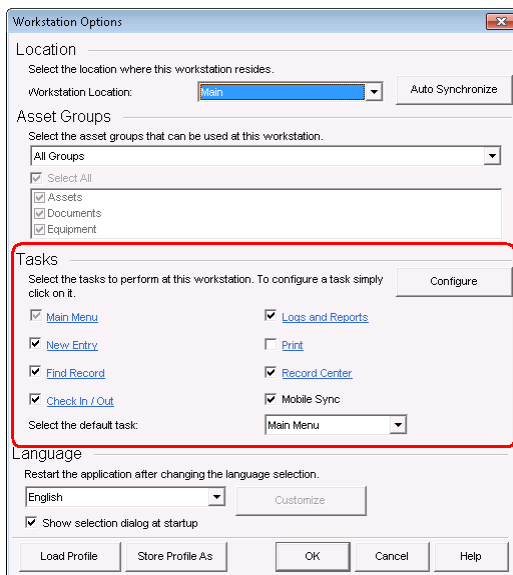 Workstation Options
Location
Select the location where this workstation resides.
Workstation Location:
Main
Auto Synchronize
Asset Groups
Select the asset groups that can be used at this workstation.
All Groups
Select All
Assets
Documents
Equipment
Tasks
Select the tasks to perform at this workstation. To configure a task simply
click on it.
Configure
Main Menu
Logs and Reports
New Entry
Print
Find Record
Record Center
Check In / Out
Mobile Sync
Select the default task:
Main Menu
Language
Restart the application after changing the language selection.
English
Customize
Show selection dialog at startup
Load Profile
Store Profile As
OK
Cancel
Help